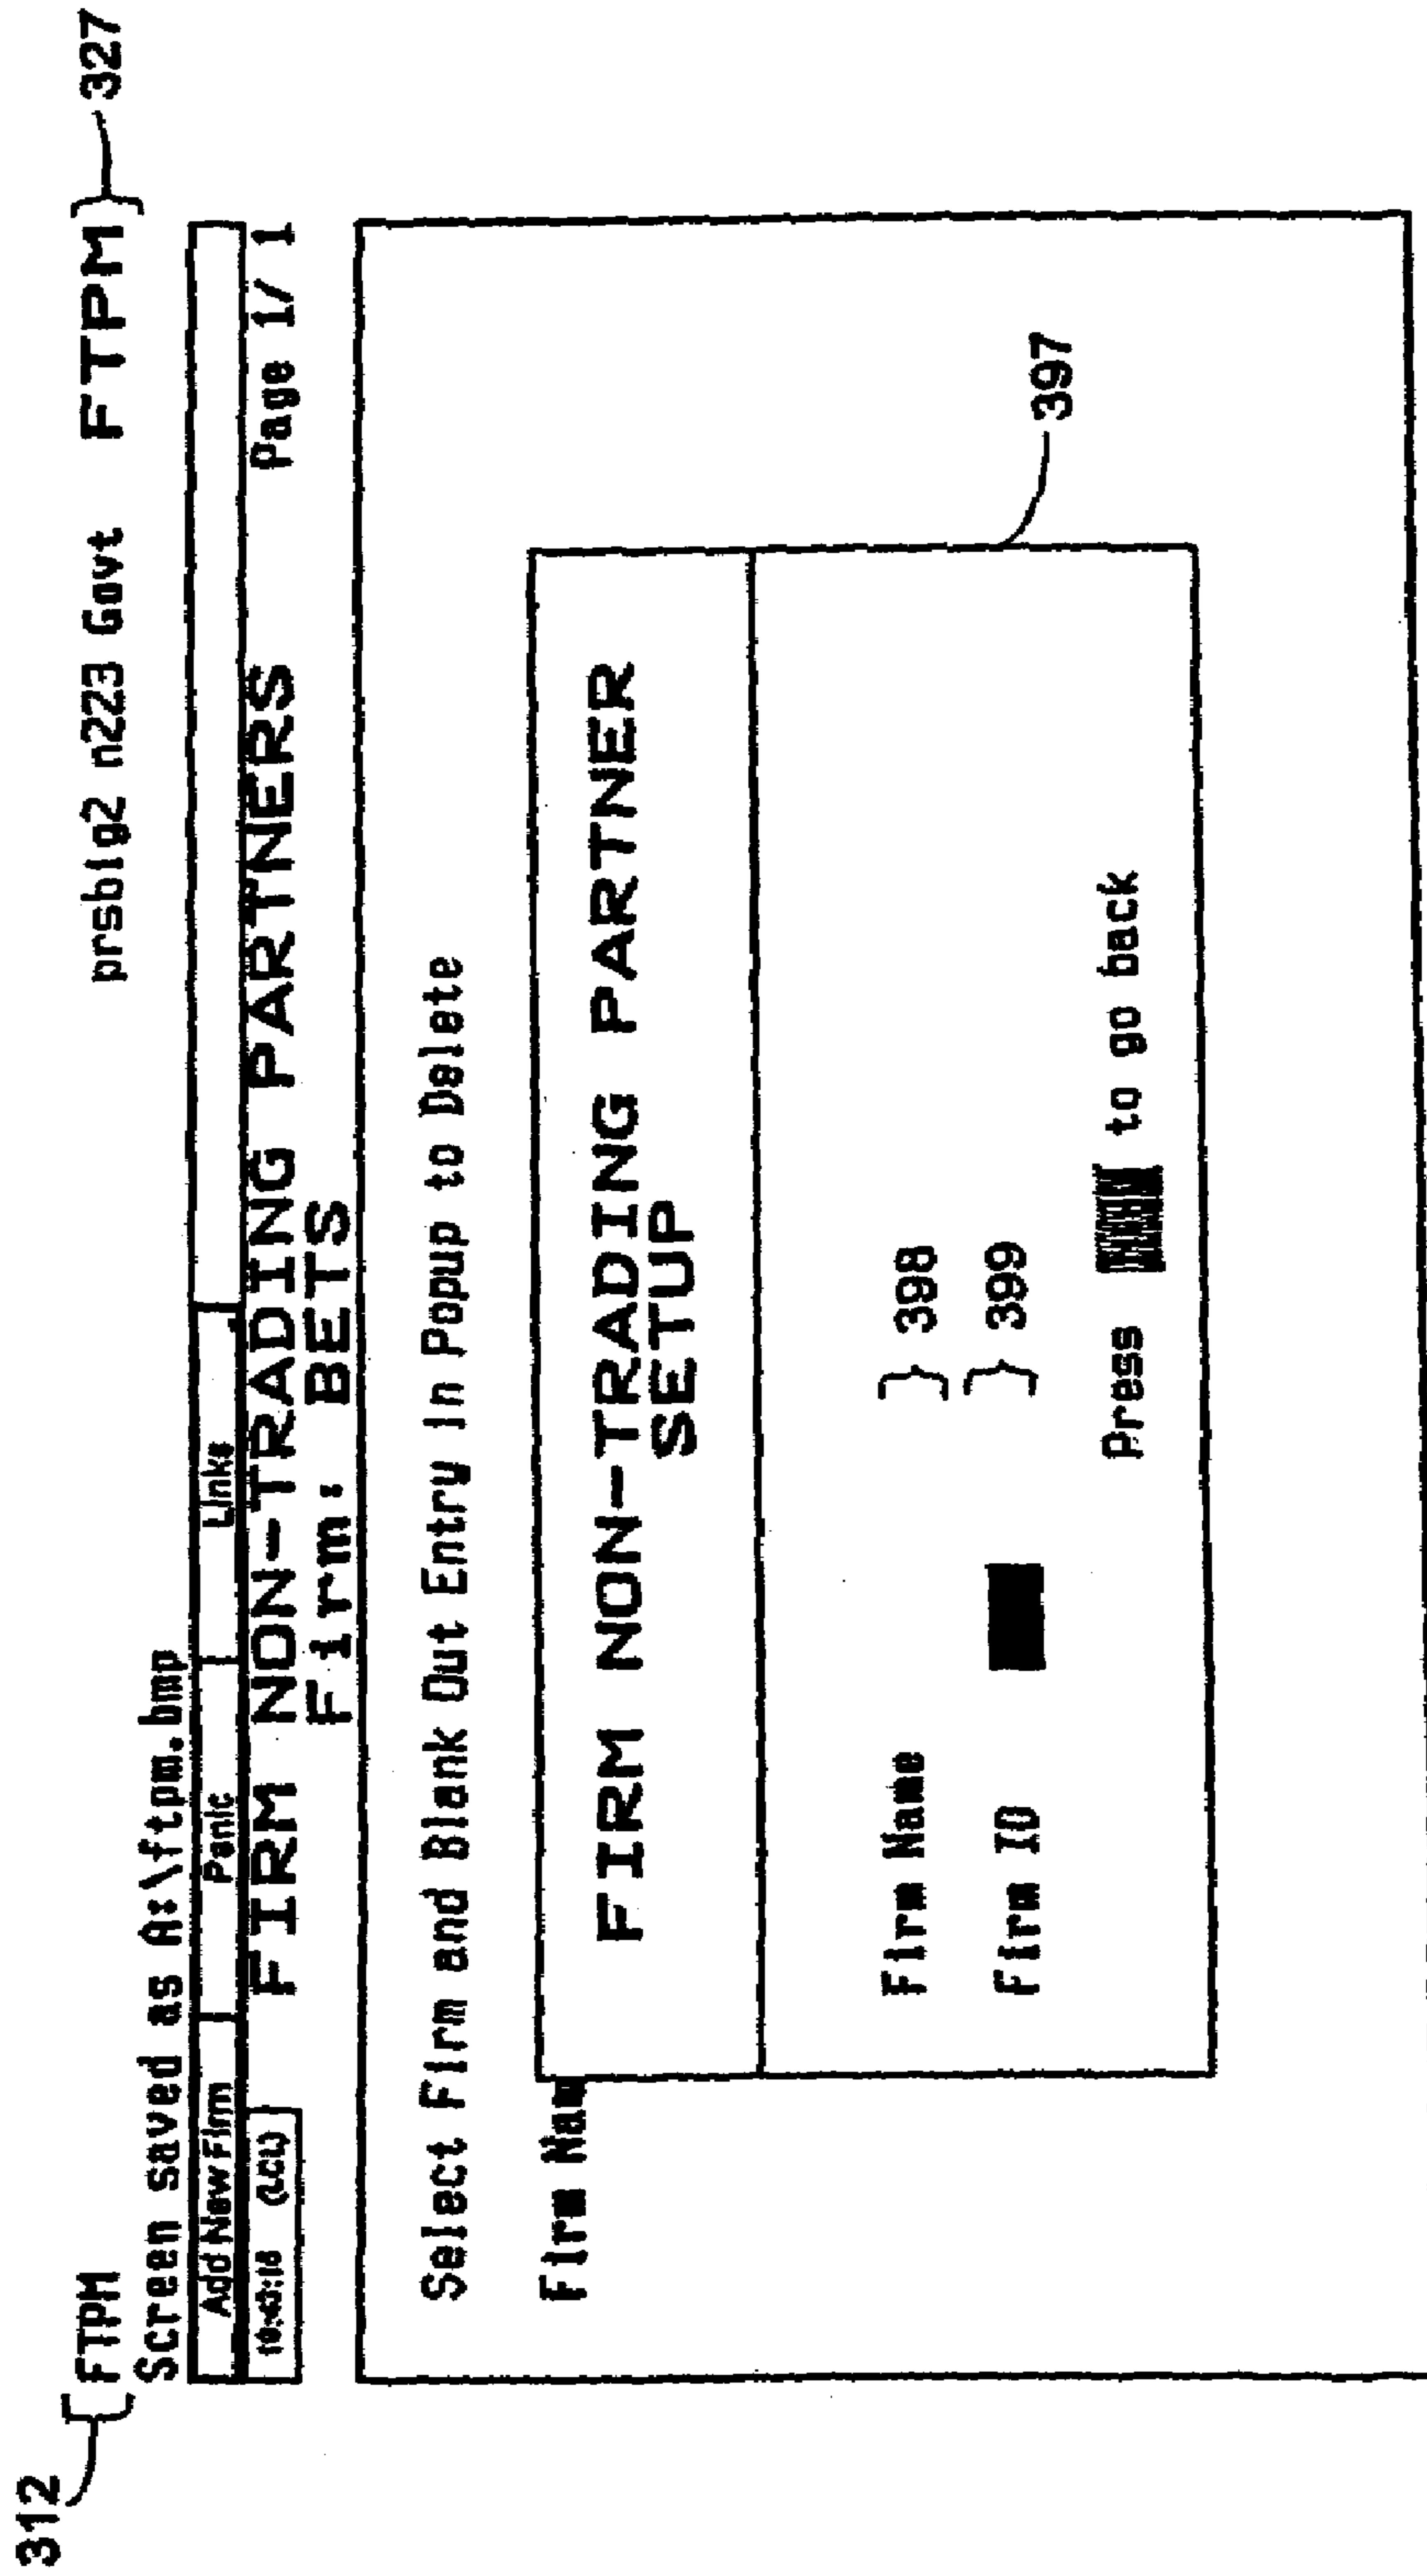 312
FTPM prsbig2 n223 Govt FTPM 327
Screen saved as A:\ftpm.bmp
Add New Firm Panic Links
FIRM NON-TRADING PARTNERS Page 1/ 1
Firm: BETS
Select Firm and Blank Out Entry In Popup to Delete
Firm Nam
FIRM NON-TRADING PARTNER
SETUP
397
Firm Name 398
Firm ID 399
Press to go back